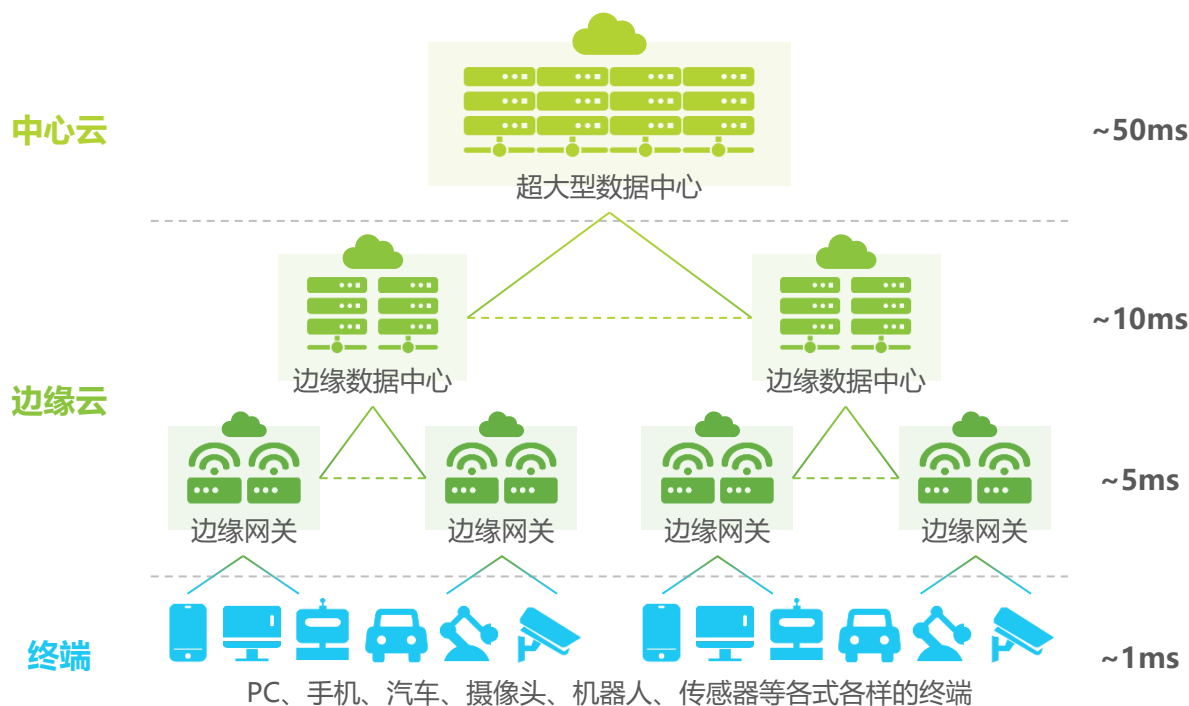 中心云
超大型数据中心
~50ms
边缘数据中心
边缘数据中心
~10ms
边缘云
边缘网关
边缘网关
边缘网关
边缘网关
~5ms
终端
~1ms
PC、手机、汽车、摄像头、机器人、传感器等各式各样的终端